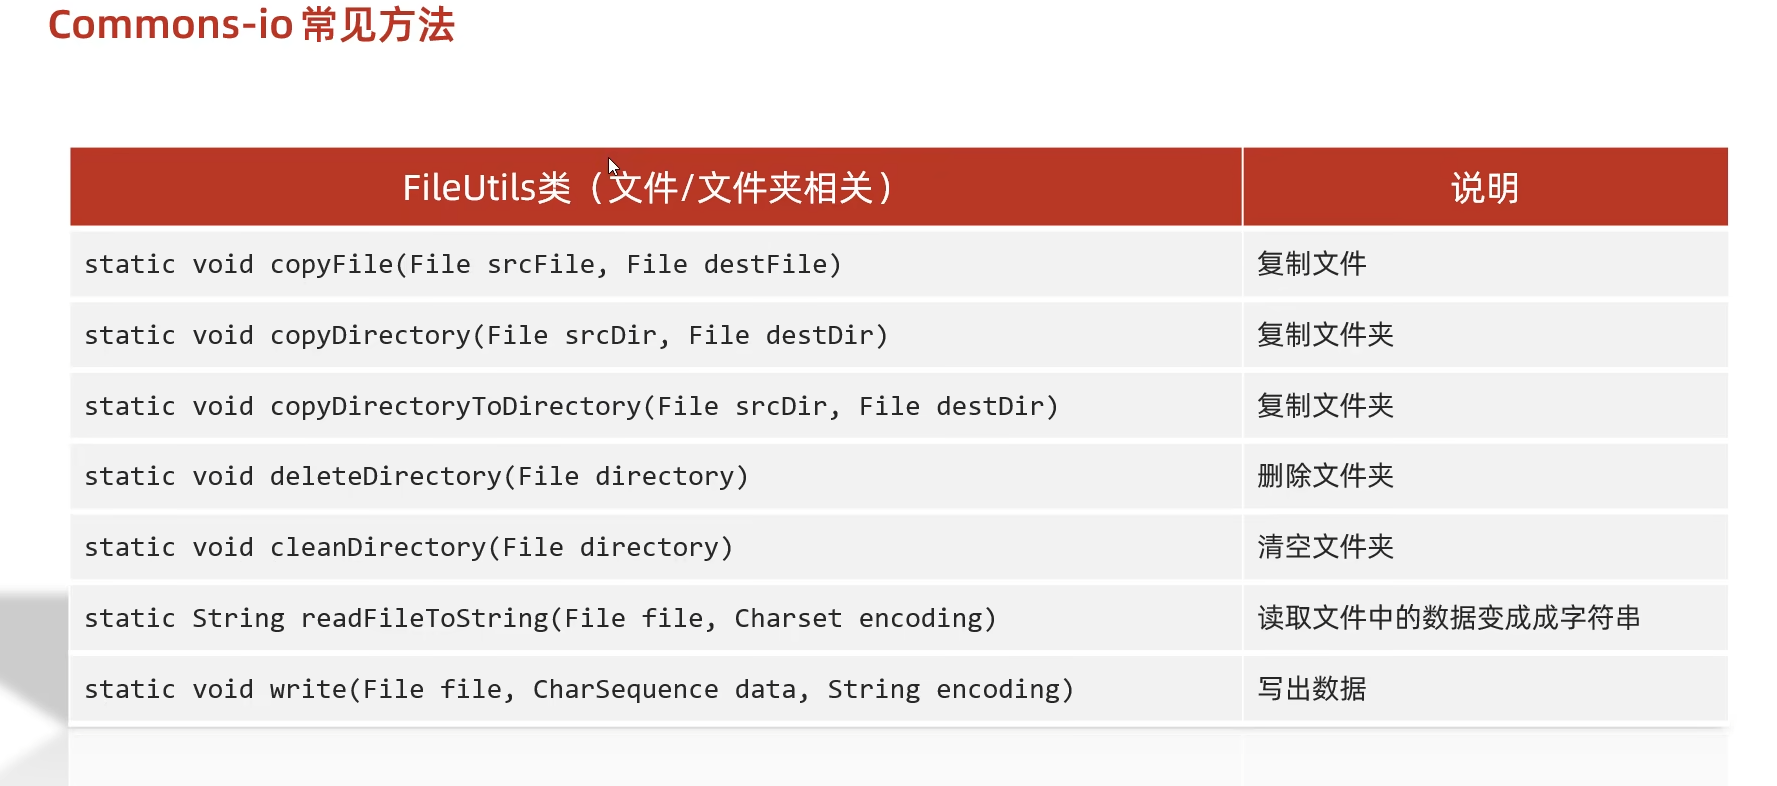 Commons-io常见方法
FileUtils类（文件/文件夹相关） 说明
static void copyFile(File srcFile, File destFile) 复制文件
static void copyDirectory(File srcDir, File destDir) 复制文件夹
static void copyDirectoryToDirectory(File srcDir, File destDir) 复制文件夹
static void deleteDirectory(File directory) 删除文件夹
static void cleanDirectory(File directory) 清空文件夹
static String readFileToString(File file, Charset encoding) 读取文件中的数据变成成字符串
static void write(File file, CharSequence data, String encoding) 写出数据